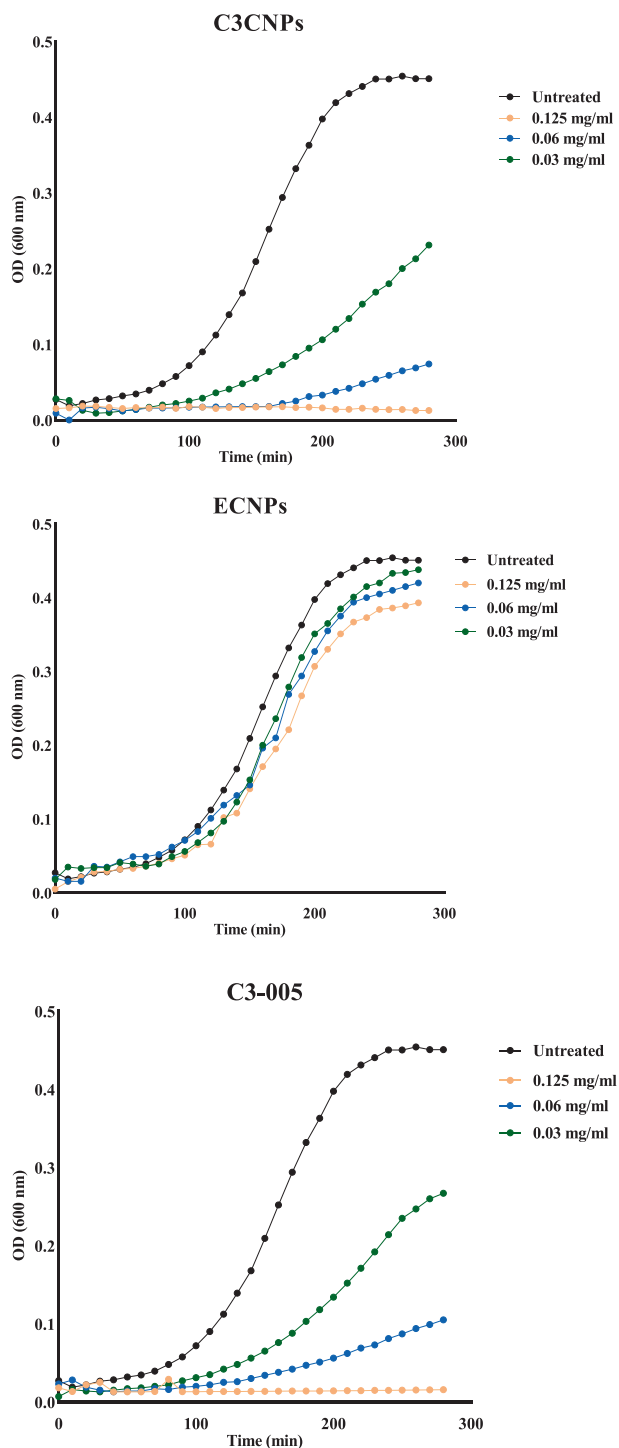 C3CNPs
0.5
0.4
0.3
0.2
0.1
0.0
OD (600 nm)
0
100
200
300
Time (min)
Untreated
0.125 mg/ml
0.06 mg/ml
0.03 mg/ml
ECNPs
0.5
0.4
0.3
0.2
0.1
0.0
OD (600 nm)
0
100
200
300
Time (min)
Untreated
0.125 mg/ml
0.06 mg/ml
0.03 mg/ml
C3-005
0.5
0.4
0.3
0.2
0.1
0.0
OD (600 nm)
0
100
200
300
Time (min)
Untreated
0.125 mg/ml
0.06 mg/ml
0.03 mg/ml